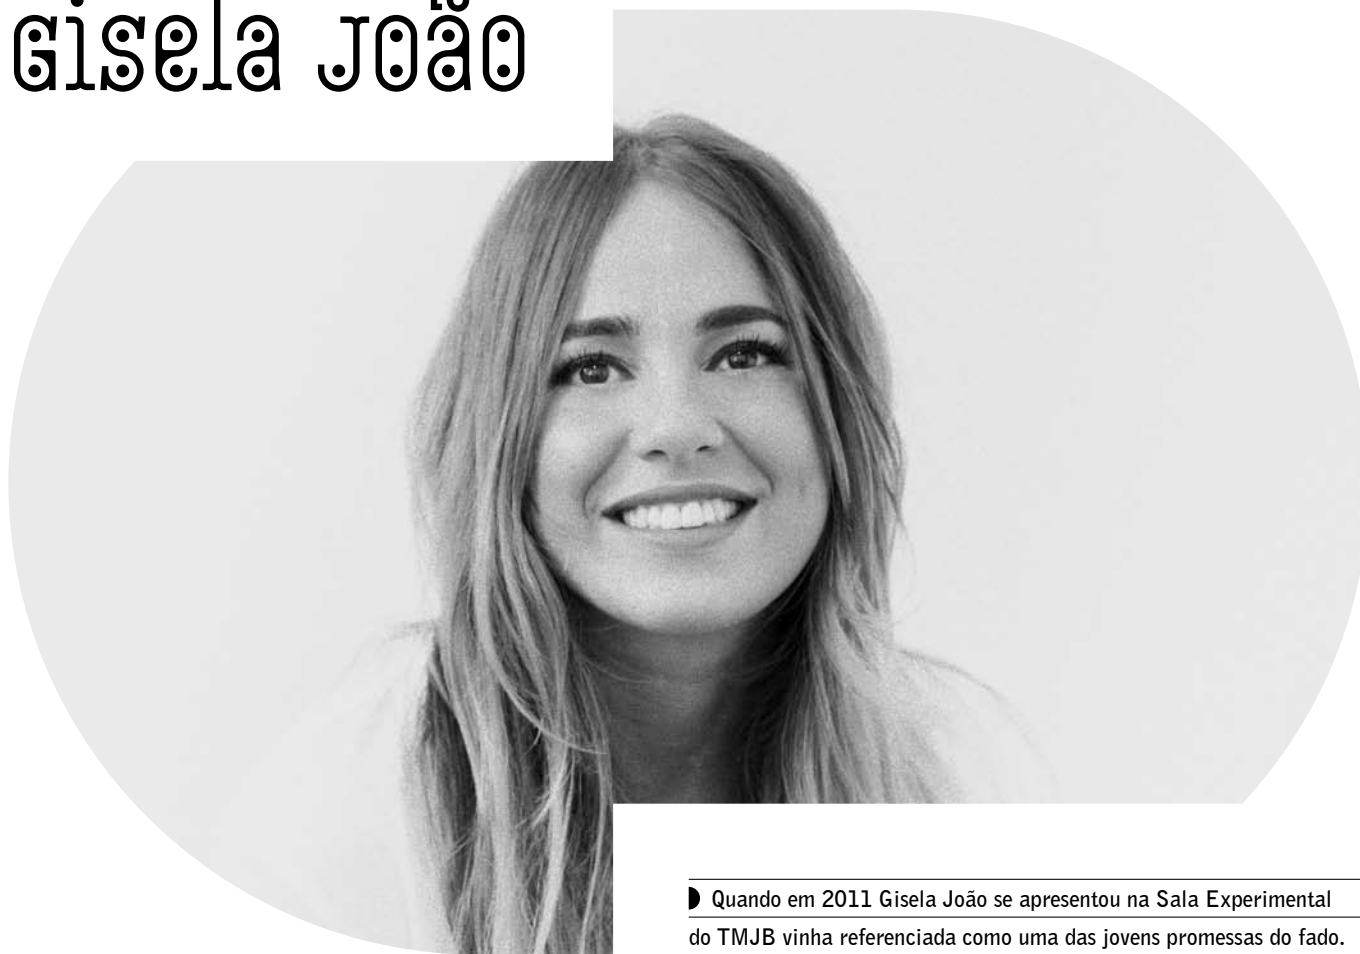 Gisela João
Quando em 2011 Gisela João se apresentou na Sala Experimental
do TMJB vinha referenciada como uma das jovens promessas do fado.